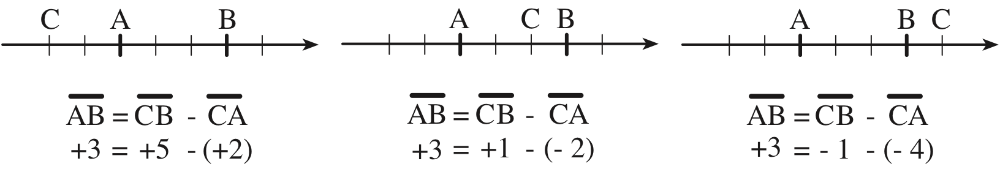 C A B
A C B
A B C
AB = CB - CA
+3 = +5 - (+2)
AB = CB - CA
+3 = +1 - (- 2)
AB = CB - CA
+3 = - 1 - (- 4)